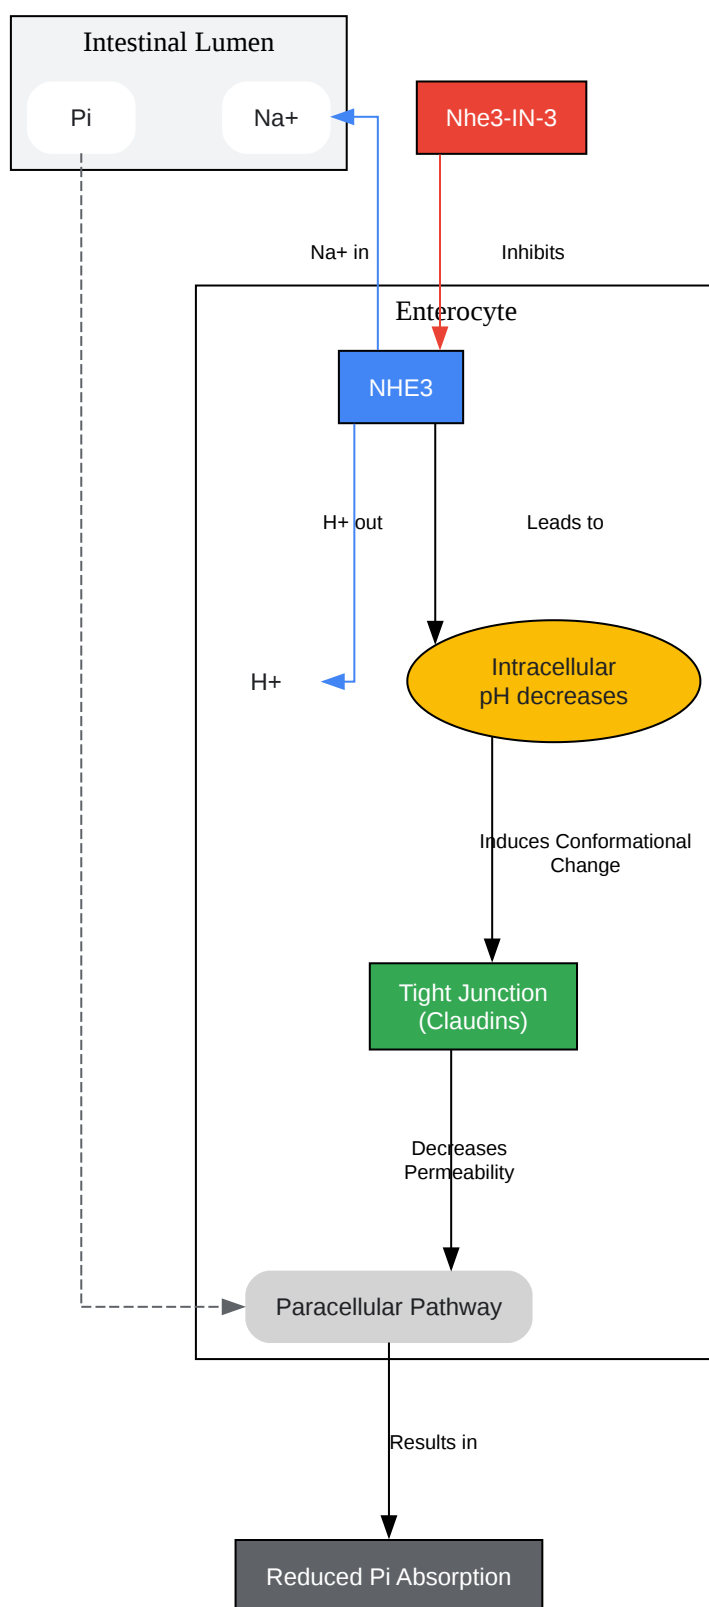 Intestinal Lumen
Pi
Na+
Nhe3-IN-3
Na+ in
Inhibits
Enterocyte
NHE3
H+ out
Leads to
H+
Intracellular
pH decreases
Induces Conformational
Change
Tight Junction
(Claudins)
Decreases
Permeability
Paracellular Pathway
Results in
Reduced Pi Absorption